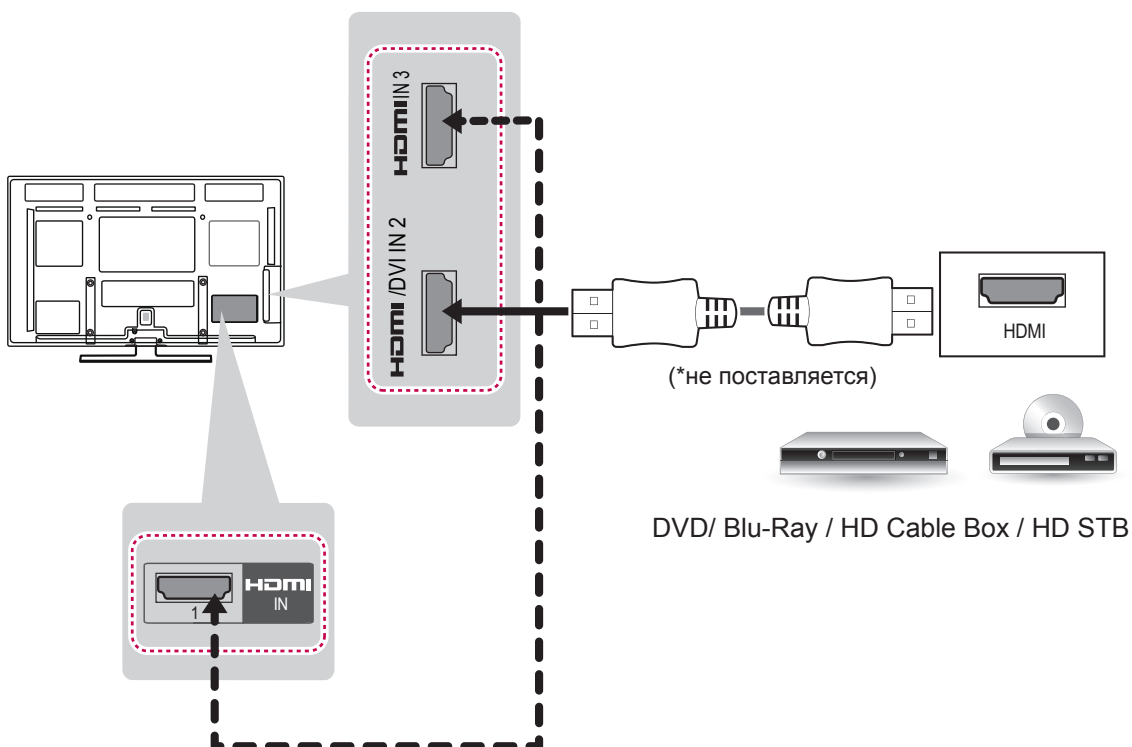 HDMI IN 3
HDMI /DVI IN 2
HDMI
(*не поставляется)
DVD/ Blu-Ray / HD Cable Box / HD STB
1
HDMI
IN